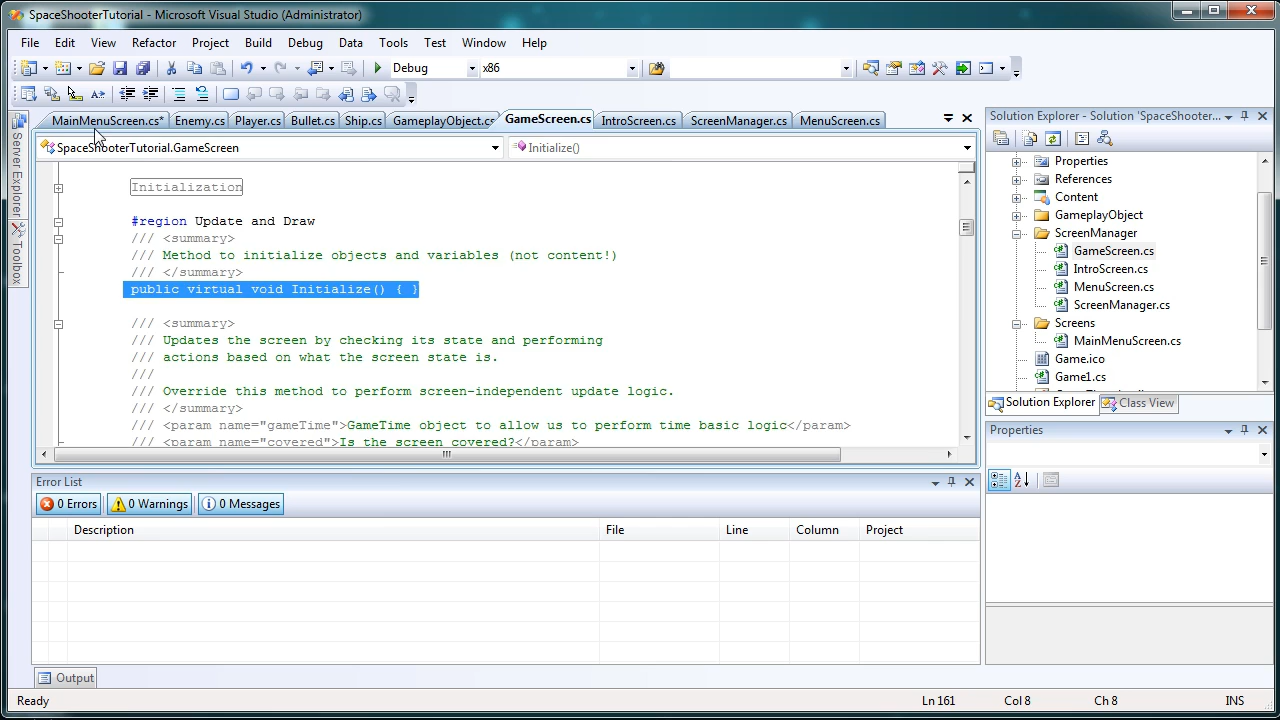 SpaceShooterTutorial - Microsoft Visual Studio (Administrator)
File Edit View Refactor Project Build Debug Data Tools Test Window Help
Debug x86
MainMenuScreen.cs* Enemy.cs Player.cs Bullet.cs Ship.cs GameplayObject.cs GameScreen.cs IntroScreen.cs ScreenManager.cs MenuScreen.cs
SpaceShooterTutorial.GameScreen Initialize()
Server Explorer
Toolbox
Initialization
#region Update and Draw
/// <summary>
/// Method to initialize objects and variables (not content!)
/// </summary>
public virtual void Initialize() { }
/// <summary>
/// Updates the screen by checking its state and performing
/// actions based on what the screen state is.
///
/// Override this method to perform screen-independent update logic.
/// </summary>
/// <param name="gameTime">GameTime object to allow us to perform time basic logic</param>
/// <param name="covered">Is the screen covered?</param>
Solution Explorer - Solution 'SpaceShooter...
Properties
References
Content
GameplayObject
ScreenManager
GameScreen.cs
IntroScreen.cs
MenuScreen.cs
ScreenManager.cs
Screens
MainMenuScreen.cs
Game.ico
Game1.cs
Solution Explorer Class View
Properties
Error List
0 Errors 0 Warnings 0 Messages
Description File Line Column Project
Output
Ready Ln 161 Col 8 Ch 8 INS